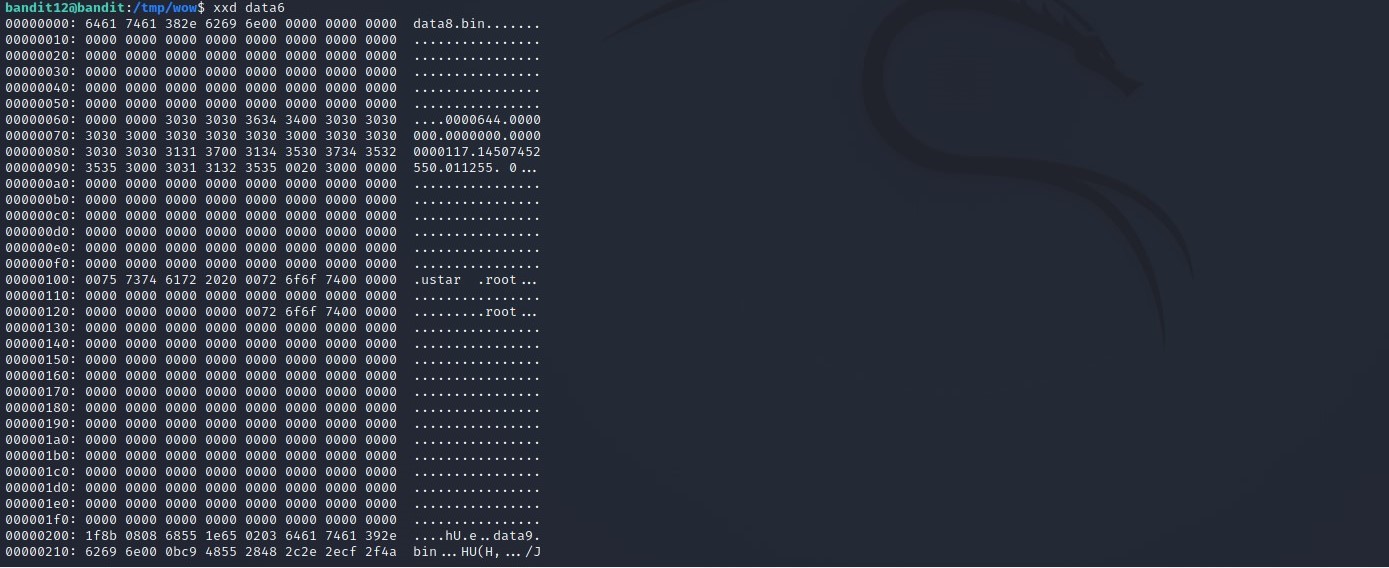 bandit12@bandit:/tmp/wow$ xxd data6
00000000: 6461 7461 382e 6269 6e00 0000 0000 0000  data8.bin.......
00000010: 0000 0000 0000 0000 0000 0000 0000 0000  ................
00000020: 0000 0000 0000 0000 0000 0000 0000 0000  ................
00000030: 0000 0000 0000 0000 0000 0000 0000 0000  ................
00000040: 0000 0000 0000 0000 0000 0000 0000 0000  ................
00000050: 0000 0000 0000 0000 0000 0000 0000 0000  ................
00000060: 0000 0000 3030 3030 3634 3400 3030 3030  ....0000644.0000
00000070: 3030 3000 3030 3030 3030 3000 3030 3030  000.0000000.0000
00000080: 3030 3030 3131 3700 3134 3530 3734 3532  0000117.14507452
00000090: 3535 3000 3031 3132 3535 0020 3000 0000  550.011255. 0...
000000a0: 0000 0000 0000 0000 0000 0000 0000 0000  ................
000000b0: 0000 0000 0000 0000 0000 0000 0000 0000  ................
000000c0: 0000 0000 0000 0000 0000 0000 0000 0000  ................
000000d0: 0000 0000 0000 0000 0000 0000 0000 0000  ................
000000e0: 0000 0000 0000 0000 0000 0000 0000 0000  ................
000000f0: 0000 0000 0000 0000 0000 0000 0000 0000  ................
00000100: 0075 7374 6172 2020 0072 6f6f 7400 0000  .ustar  .root...
00000110: 0000 0000 0000 0000 0000 0000 0000 0000  ................
00000120: 0000 0000 0000 0000 0072 6f6f 7400 0000  .........root...
00000130: 0000 0000 0000 0000 0000 0000 0000 0000  ................
00000140: 0000 0000 0000 0000 0000 0000 0000 0000  ................
00000150: 0000 0000 0000 0000 0000 0000 0000 0000  ................
00000160: 0000 0000 0000 0000 0000 0000 0000 0000  ................
00000170: 0000 0000 0000 0000 0000 0000 0000 0000  ................
00000180: 0000 0000 0000 0000 0000 0000 0000 0000  ................
00000190: 0000 0000 0000 0000 0000 0000 0000 0000  ................
000001a0: 0000 0000 0000 0000 0000 0000 0000 0000  ................
000001b0: 0000 0000 0000 0000 0000 0000 0000 0000  ................
000001c0: 0000 0000 0000 0000 0000 0000 0000 0000  ................
000001d0: 0000 0000 0000 0000 0000 0000 0000 0000  ................
000001e0: 0000 0000 0000 0000 0000 0000 0000 0000  ................
000001f0: 0000 0000 0000 0000 0000 0000 0000 0000  ................
00000200: 1f8b 0808 6855 1e65 0203 6461 7461 392e  ....hU.e..data9.
00000210: 6269 6e00 0bc9 4855 2848 2c2e 2ecf 2f4a  bin...HU(H,.../J